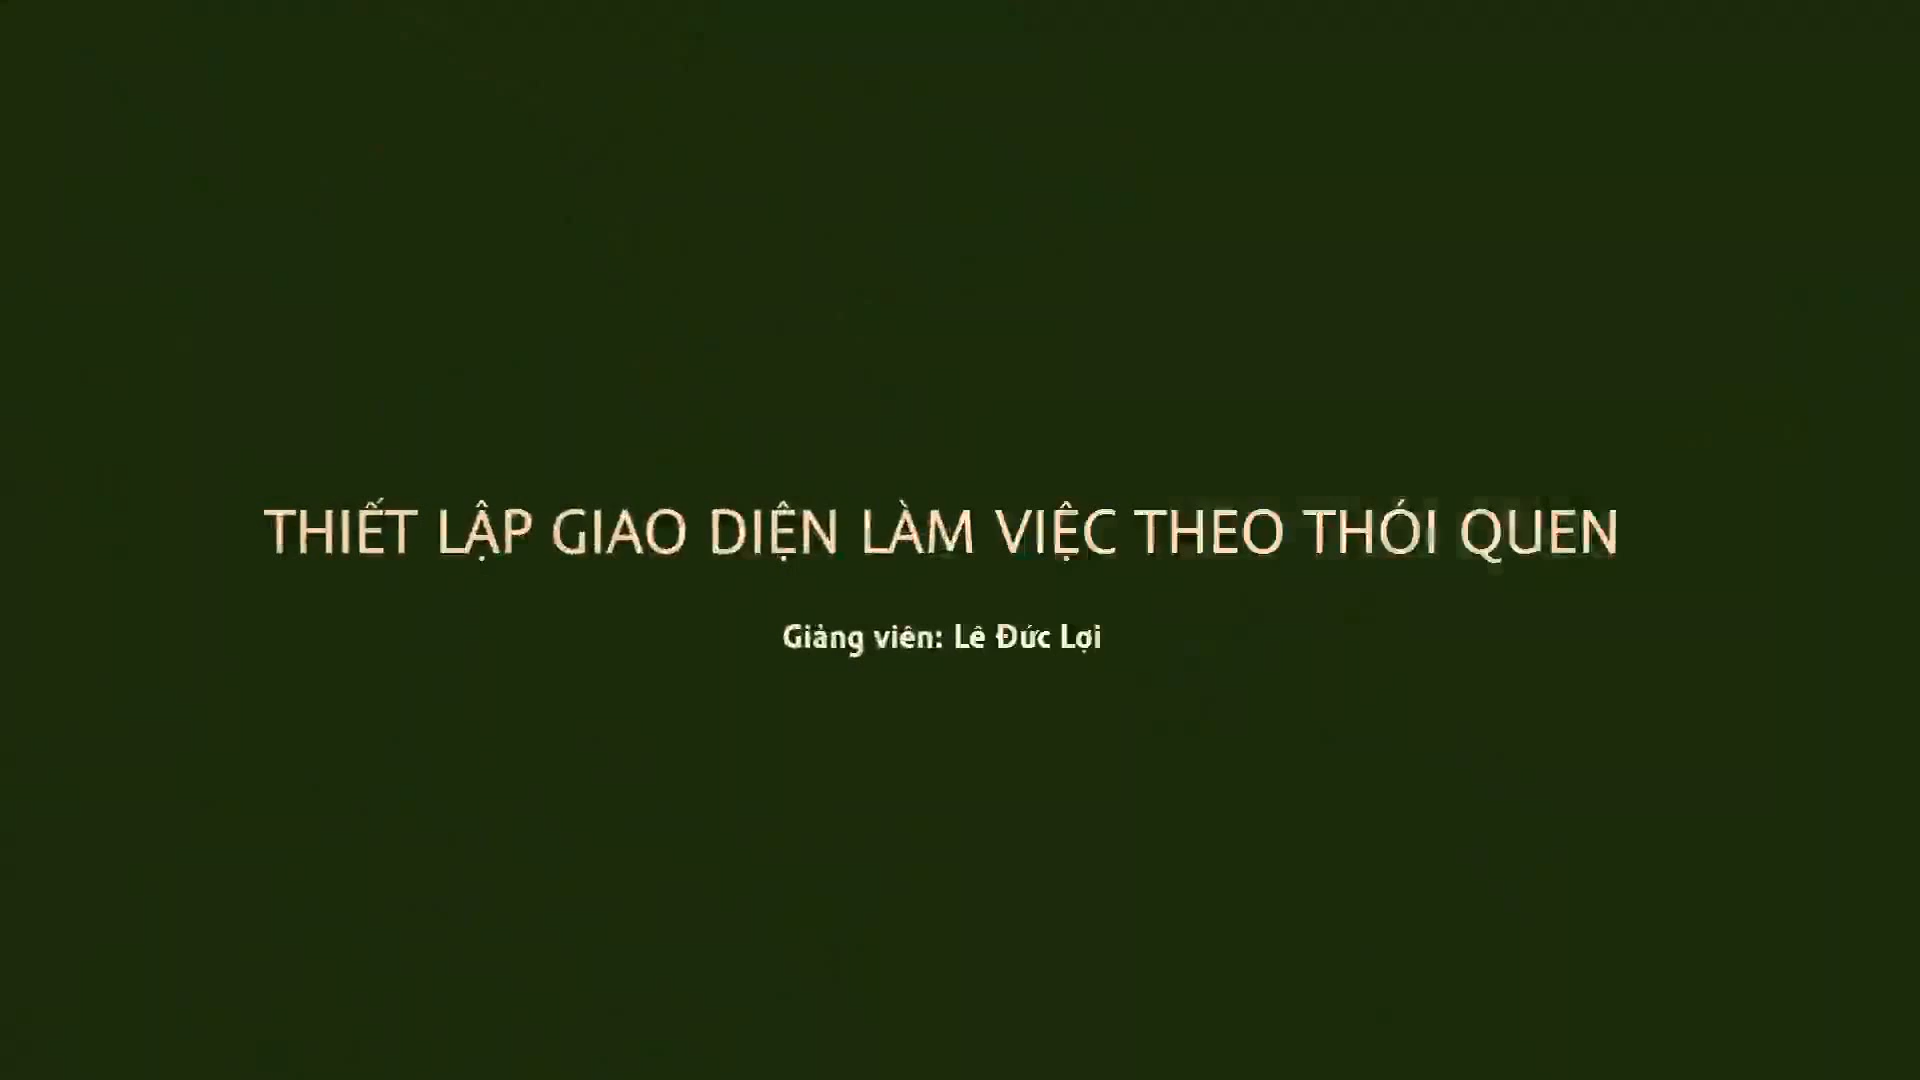 THIẾT LẬP GIAO DIỆN LÀM VIỆC THEO THÓI QUEN
Giảng viên: Lê Đức Lợi